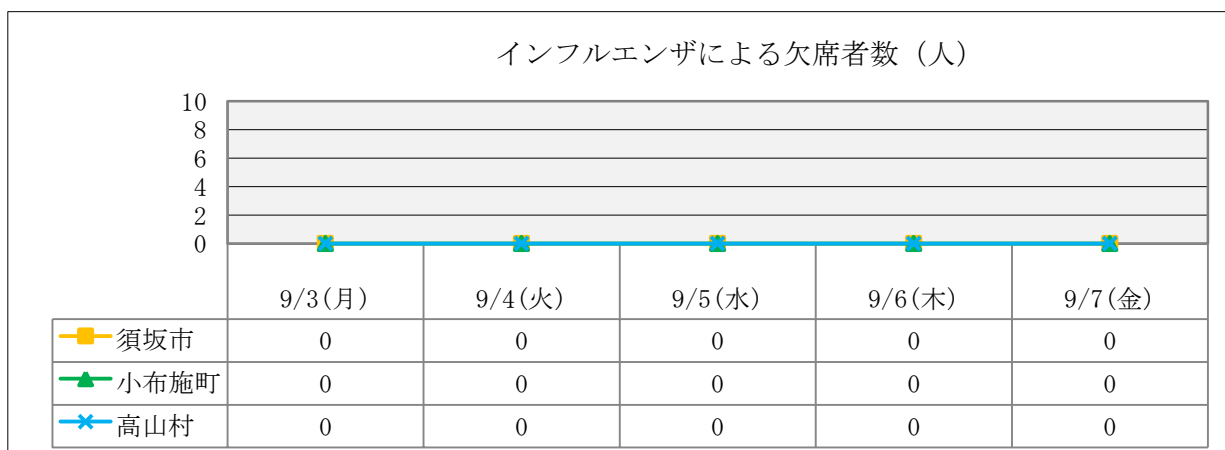 インフルエンザによる欠席者数（人）
10
8
6
4
2
0
9/3(月) 9/4(火) 9/5(水) 9/6(木) 9/7(金)
須坂市 0 0 0 0 0
小布施町 0 0 0 0 0
高山村 0 0 0 0 0